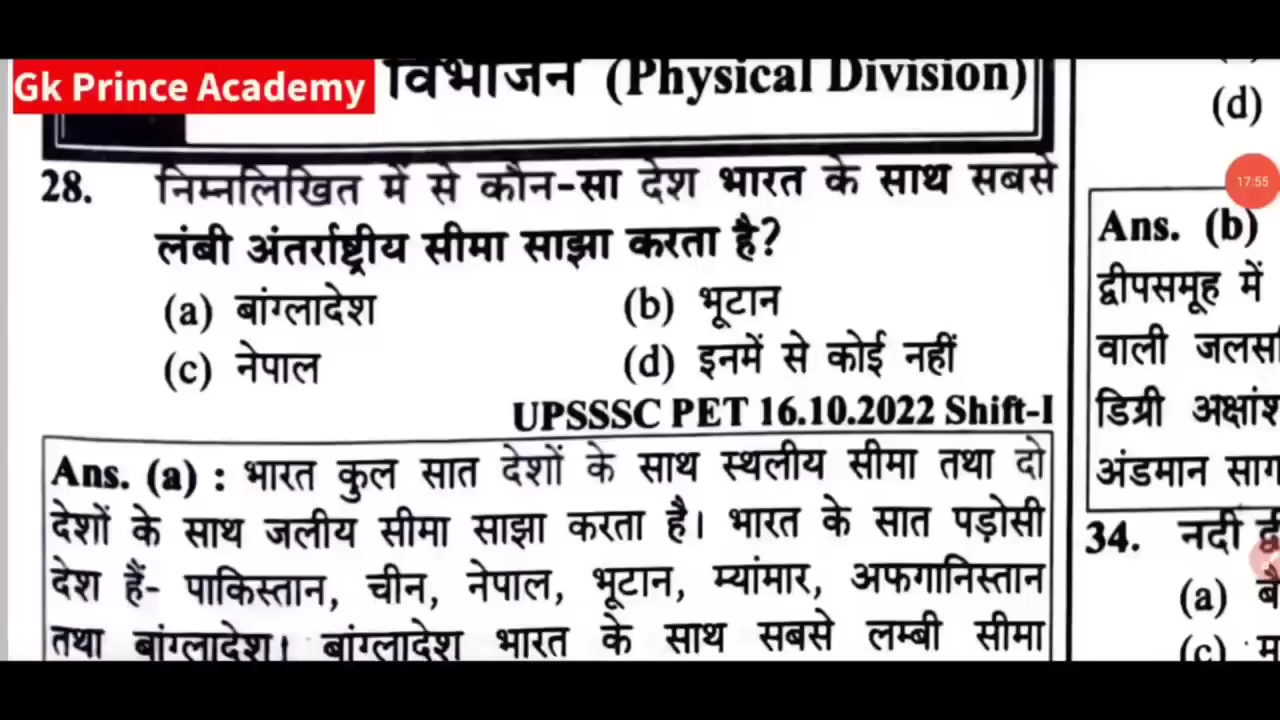 Gk Prince Academy
विभाजन (Physical Division)
28. निम्नलिखित में से कौन-सा देश भारत के साथ सबसे
लंबी अंतर्राष्ट्रीय सीमा साझा करता है?
(a) बांग्लादेश (b) भूटान
(c) नेपाल (d) इनमें से कोई नहीं
UPSSSC PET 16.10.2022 Shift-I
Ans. (a) : भारत कुल सात देशों के साथ स्थलीय सीमा तथा दो
देशों के साथ जलीय सीमा साझा करता है। भारत के सात पड़ोसी
देश हैं- पाकिस्तान, चीन, नेपाल, भूटान, म्यांमार, अफगानिस्तान
तथा बांग्लादेश। बांग्लादेश भारत के साथ सबसे लम्बी सीमा
(d)
17:55
Ans. (b)
द्वीपसमूह में
वाली
डिग्री
अंडमान
34. नदी
(a)
(c)